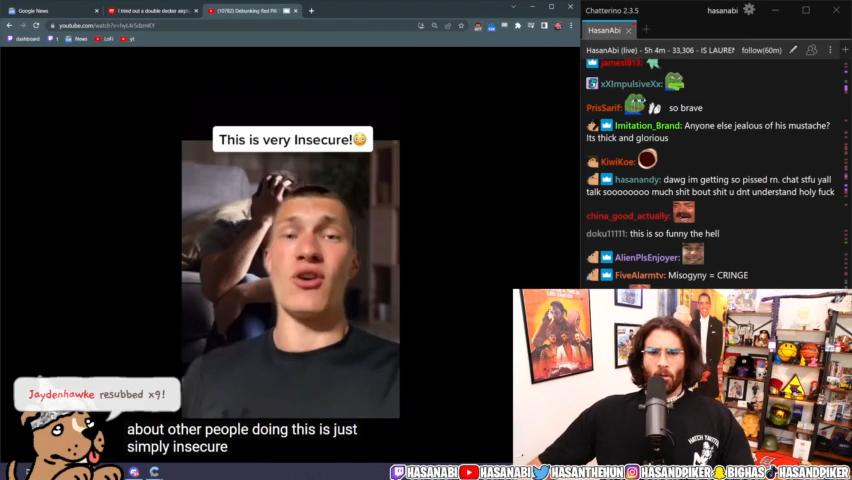 Google News
I tried out a double decker airpl
(10782) Debunking Red Pill
youtube.com/watch?v=hyL4rSdzmKY
dashboard
1
News
LoFi
yt
This is very Insecure!😳
Jaydenhawke resubbed x9!
about other people doing this is just
simply insecure
Chatterino 2.3.5
hasanabi
HasanAbi
HasanAbi (live) - 5h 4m - 33,306 - IS LAUREN
follow(60m)
jamesl813:
xXImpulsiveXx:
PrisSarif:
so brave
Imitation_Brand: Anyone else jealous of his mustache?
Its thick and glorious
KiwiKoe:
hasanandy: dawg im getting so pissed rn. chat stfu yall
talk sooooooooo much shit bout shit u dnt understand holy fuck
china_good_actually:
doku11111: this is so funny the hell
AlienPlsEnjoyer:
FiveAlarmtv: Misogyny = CRINGE
HASANABI
HASANABI
HASANTHEHUN
HASANDPIKER
BIGHAS
HASANDPIKER